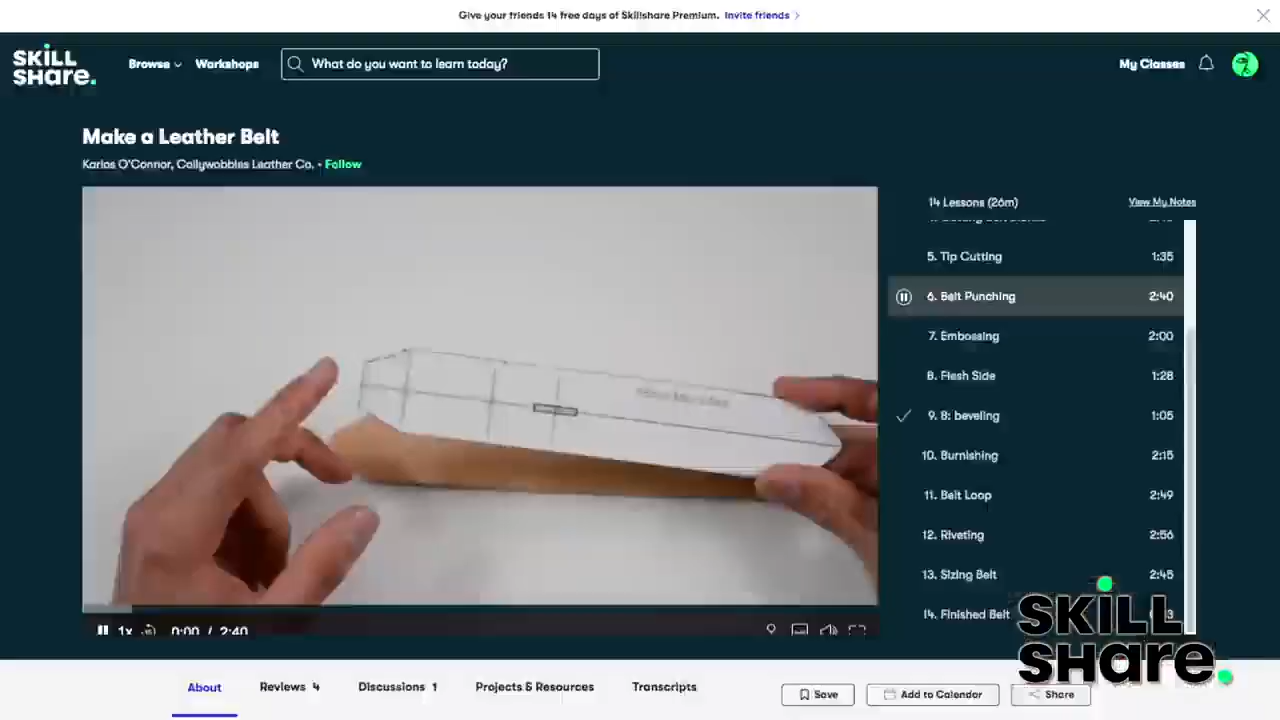 Give your friends 14 free days of Skillshare Premium. Invite friends
SKILL
SHare.
Browse
Workshops
What do you want to learn today?
My Classes
Make a Leather Belt
Karlos O'Connor, Collywobbles Leather Co. • Follow
14 Lessons (26m)
View My Notes
5. Tip Cutting 1:35
6. Belt Punching 2:40
7. Embossing 2:00
8. Flesh Side 1:28
9. 8: beveling 1:05
10. Burnishing 2:15
11. Belt Loop 2:49
12. Riveting 2:56
13. Sizing Belt 2:45
14. Finished Belt
1x 0:00 / 2:40
SKILL
SHare.
About
Reviews 4
Discussions 1
Projects & Resources
Transcripts
Save
Add to Calendar
Share